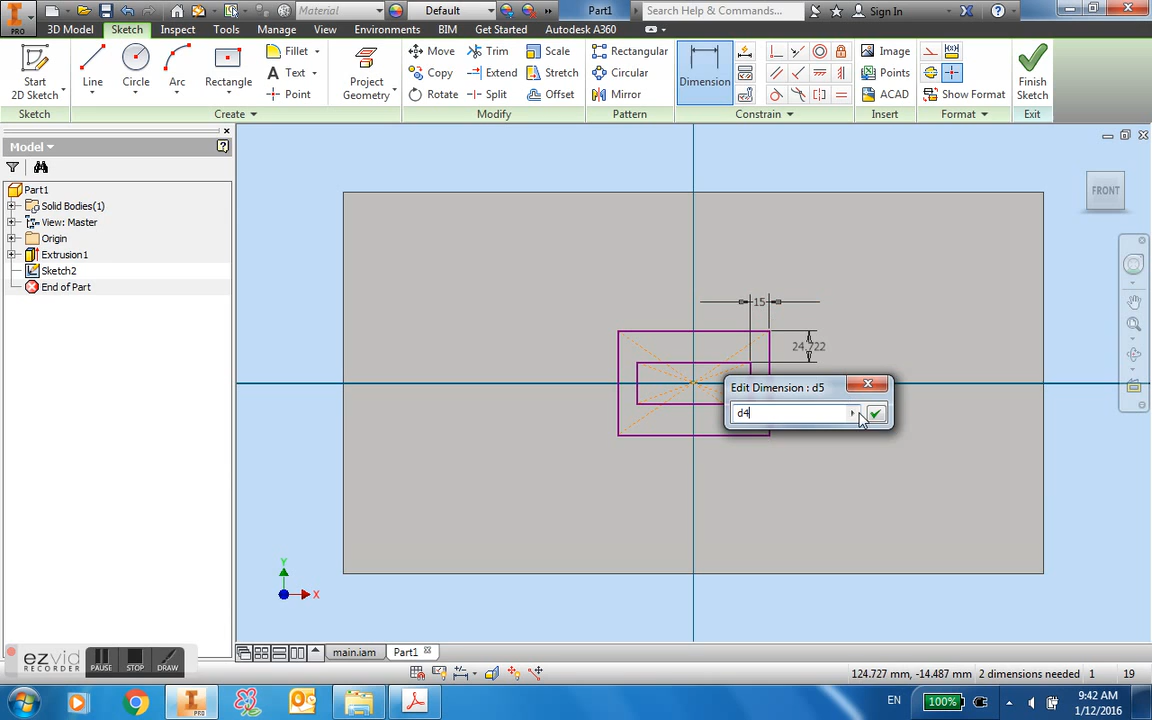 Material
Default
Part1
Search Help & Commands...
Sign In
PRO
3D Model
Sketch
Inspect
Tools
Manage
View
Environments
BIM
Get Started
Autodesk A360
Start
2D Sketch
Line
Circle
Arc
Rectangle
Fillet
Text
Point
Project
Geometry
Move
Copy
Rotate
Trim
Extend
Split
Scale
Stretch
Offset
Rectangular
Circular
Mirror
Dimension
Image
Points
ACAD
Show Format
Finish
Sketch
Sketch
Create
Modify
Pattern
Constrain
Insert
Format
Exit
Model
Part1
Solid Bodies(1)
View: Master
Origin
Extrusion1
Sketch2
End of Part
FRONT
15
24.722
Edit Dimension : d5
d4
Y
X
ezvid
RECORDER
PAUSE
STOP
DRAW
main.iam
Part1
124.727 mm, -14.487 mm
2 dimensions needed
1
19
PRO
EN
100%
9:42 AM
1/12/2016